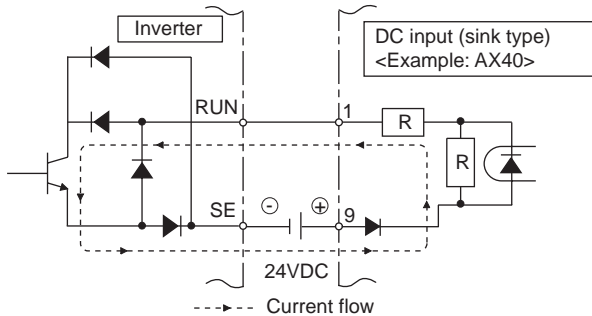 Inverter
DC input (sink type)
<Example: AX40>
RUN
1
R
R
SE
⊖
⊕
9
24VDC
Current flow